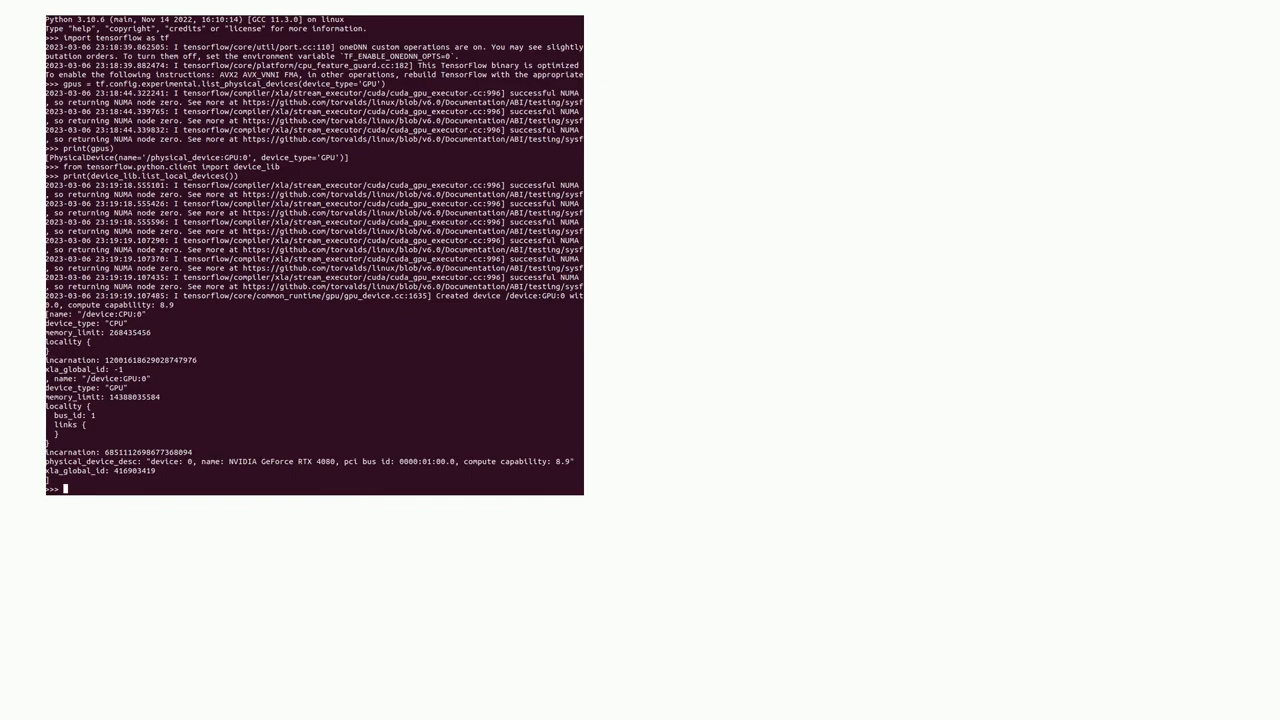 Python 3.10.6 (main, Nov 14 2022, 16:10:14) [GCC 11.3.0] on linux
Type "help", "copyright", "credits" or "license" for more information.
>>> import tensorflow as tf
2023-03-06 23:18:39.862505: I tensorflow/core/util/port.cc:110] oneDNN custom operations are on. You may see slightly
putation orders. To turn them off, set the environment variable `TF_ENABLE_ONEDNN_OPTS=0`.
2023-03-06 23:18:39.882474: I tensorflow/core/platform/cpu_feature_guard.cc:182] This TensorFlow binary is optimized
To enable the following instructions: AVX2 AVX_VNNI FMA, in other operations, rebuild TensorFlow with the appropriate
>>> gpus = tf.config.experimental.list_physical_devices(device_type='GPU')
2023-03-06 23:18:44.322241: I tensorflow/compiler/xla/stream_executor/cuda/cuda_gpu_executor.cc:996] successful NUMA
, so returning NUMA node zero. See more at https://github.com/torvalds/linux/blob/v6.0/Documentation/ABI/testing/sysf
2023-03-06 23:18:44.339765: I tensorflow/compiler/xla/stream_executor/cuda/cuda_gpu_executor.cc:996] successful NUMA
, so returning NUMA node zero. See more at https://github.com/torvalds/linux/blob/v6.0/Documentation/ABI/testing/sysf
2023-03-06 23:18:44.339832: I tensorflow/compiler/xla/stream_executor/cuda/cuda_gpu_executor.cc:996] successful NUMA
, so returning NUMA node zero. See more at https://github.com/torvalds/linux/blob/v6.0/Documentation/ABI/testing/sysf
>>> print(gpus)
[PhysicalDevice(name='/physical_device:GPU:0', device_type='GPU')]
>>> from tensorflow.python.client import device_lib
>>> print(device_lib.list_local_devices())
2023-03-06 23:19:18.555101: I tensorflow/compiler/xla/stream_executor/cuda/cuda_gpu_executor.cc:996] successful NUMA
, so returning NUMA node zero. See more at https://github.com/torvalds/linux/blob/v6.0/Documentation/ABI/testing/sysf
2023-03-06 23:19:18.555426: I tensorflow/compiler/xla/stream_executor/cuda/cuda_gpu_executor.cc:996] successful NUMA
, so returning NUMA node zero. See more at https://github.com/torvalds/linux/blob/v6.0/Documentation/ABI/testing/sysf
2023-03-06 23:19:18.555596: I tensorflow/compiler/xla/stream_executor/cuda/cuda_gpu_executor.cc:996] successful NUMA
, so returning NUMA node zero. See more at https://github.com/torvalds/linux/blob/v6.0/Documentation/ABI/testing/sysf
2023-03-06 23:19:19.107290: I tensorflow/compiler/xla/stream_executor/cuda/cuda_gpu_executor.cc:996] successful NUMA
, so returning NUMA node zero. See more at https://github.com/torvalds/linux/blob/v6.0/Documentation/ABI/testing/sysf
2023-03-06 23:19:19.107370: I tensorflow/compiler/xla/stream_executor/cuda/cuda_gpu_executor.cc:996] successful NUMA
, so returning NUMA node zero. See more at https://github.com/torvalds/linux/blob/v6.0/Documentation/ABI/testing/sysf
2023-03-06 23:19:19.107435: I tensorflow/compiler/xla/stream_executor/cuda/cuda_gpu_executor.cc:996] successful NUMA
, so returning NUMA node zero. See more at https://github.com/torvalds/linux/blob/v6.0/Documentation/ABI/testing/sysf
2023-03-06 23:19:19.107485: I tensorflow/core/common_runtime/gpu/gpu_device.cc:1635] Created device /device:GPU:0 wit
0.0, compute capability: 8.9
[name: "/device:CPU:0"
device_type: "CPU"
memory_limit: 268435456
locality {
}
incarnation: 12001618629028747976
xla_global_id: -1
, name: "/device:GPU:0"
device_type: "GPU"
memory_limit: 14388035584
locality {
  bus_id: 1
  links {
  }
}
incarnation: 6851112698677368094
physical_device_desc: "device: 0, name: NVIDIA GeForce RTX 4080, pci bus id: 0000:01:00.0, compute capability: 8.9"
xla_global_id: 416903419
]
>>>